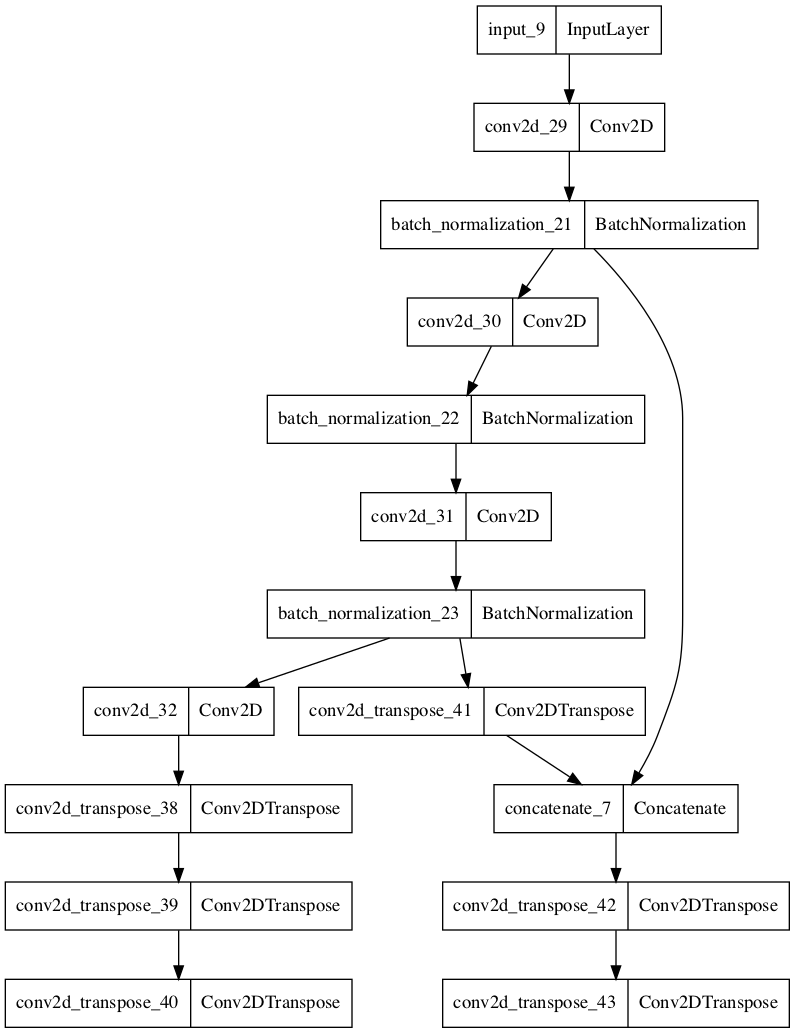 input_9 InputLayer
conv2d_29 Conv2D
batch_normalization_21 BatchNormalization
conv2d_30 Conv2D
batch_normalization_22 BatchNormalization
conv2d_31 Conv2D
batch_normalization_23 BatchNormalization
conv2d_32 Conv2D conv2d_transpose_41 Conv2DTranspose
conv2d_transpose_38 Conv2DTranspose concatenate_7 Concatenate
conv2d_transpose_39 Conv2DTranspose conv2d_transpose_42 Conv2DTranspose
conv2d_transpose_40 Conv2DTranspose conv2d_transpose_43 Conv2DTranspose